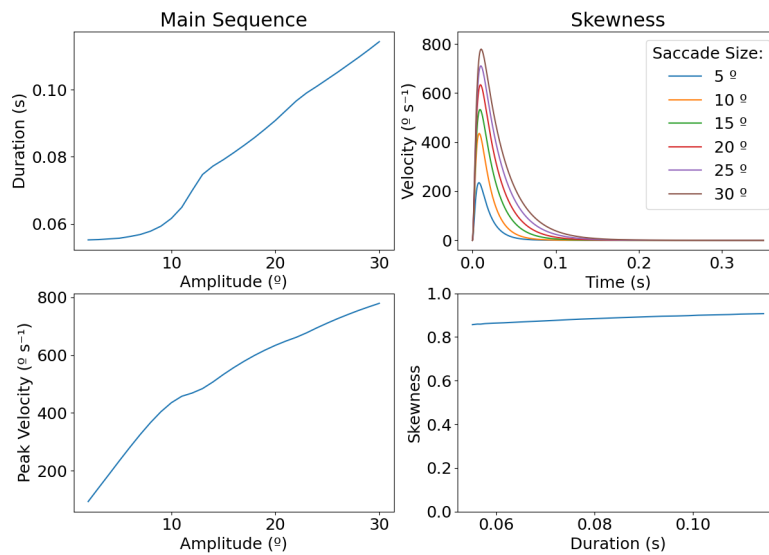 Main Sequence
Duration (s)
0.10
0.08
0.06
10
20
30
Amplitude (º)
Skewness
Velocity (º s⁻¹)
800
600
400
200
0
Saccade Size:
5 º
10 º
15 º
20 º
25 º
30 º
0.0
0.1
0.2
0.3
Time (s)
Peak Velocity (º s⁻¹)
800
600
400
200
10
20
30
Amplitude (º)
Skewness
1.0
0.8
0.6
0.4
0.2
0.0
0.06
0.08
0.10
Duration (s)